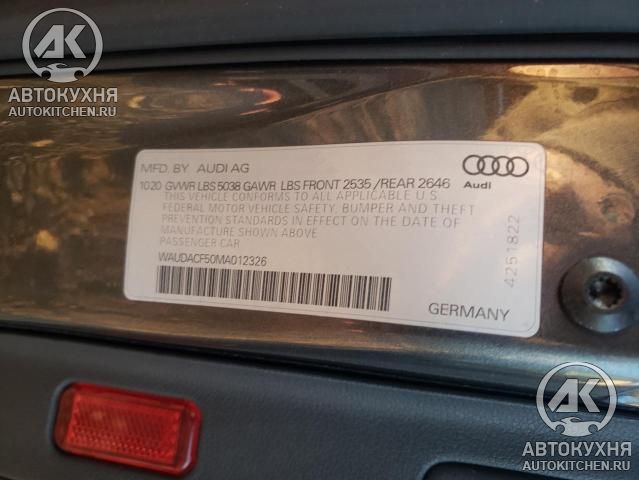 АК
АВТОКУХНЯ
AUTOKITCHEN.RU
MFD. BY AUDI AG
10 20 GVWR LBS 5038 GAWR LBS FRONT 2535 / REAR 2646
THIS VEHICLE CONFORMS TO ALL APPLICABLE U S
FEDERAL MOTOR VEHICLE SAFETY, BUMPER AND THEFT
PREVENTION STANDARDS IN EFFECT ON THE DATE OF
MANUFACTURE SHOWN ABOVE
PASSENGER CAR
WAUDACF50MA012326
Audi
4251822
GERMANY
АК
АВТОКУХНЯ
AUTOKITCHEN.RU